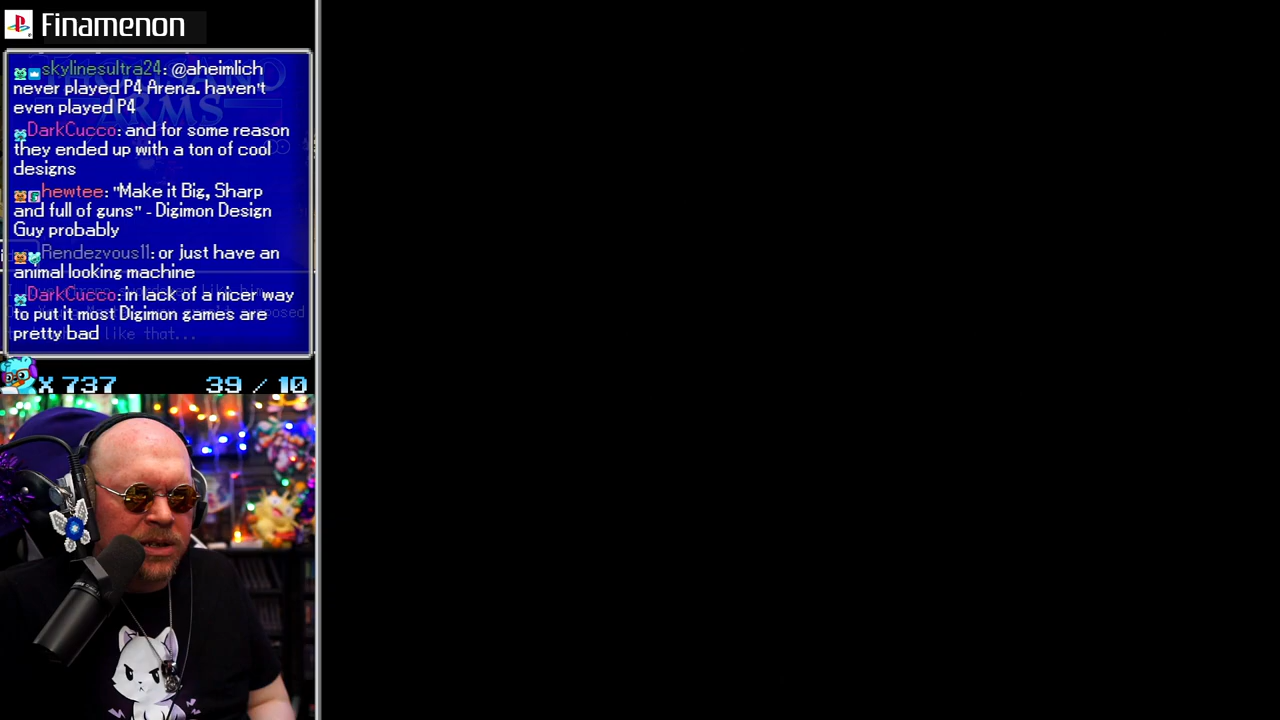 Finamenon
skylinesultra24: @aheimlich
never played P4 Arena. haven't
even played P4
DarkCucco: and for some reason
they ended up with a ton of cool
designs
hewtee: "Make it Big, Sharp
and full of guns" - Digimon Design
Guy probably
Rendezvous11: or just have an
animal looking machine
DarkCucco: in lack of a nicer way
to put it most Digimon games are
pretty bad
ARMS
like that...
X 737 39 / 10